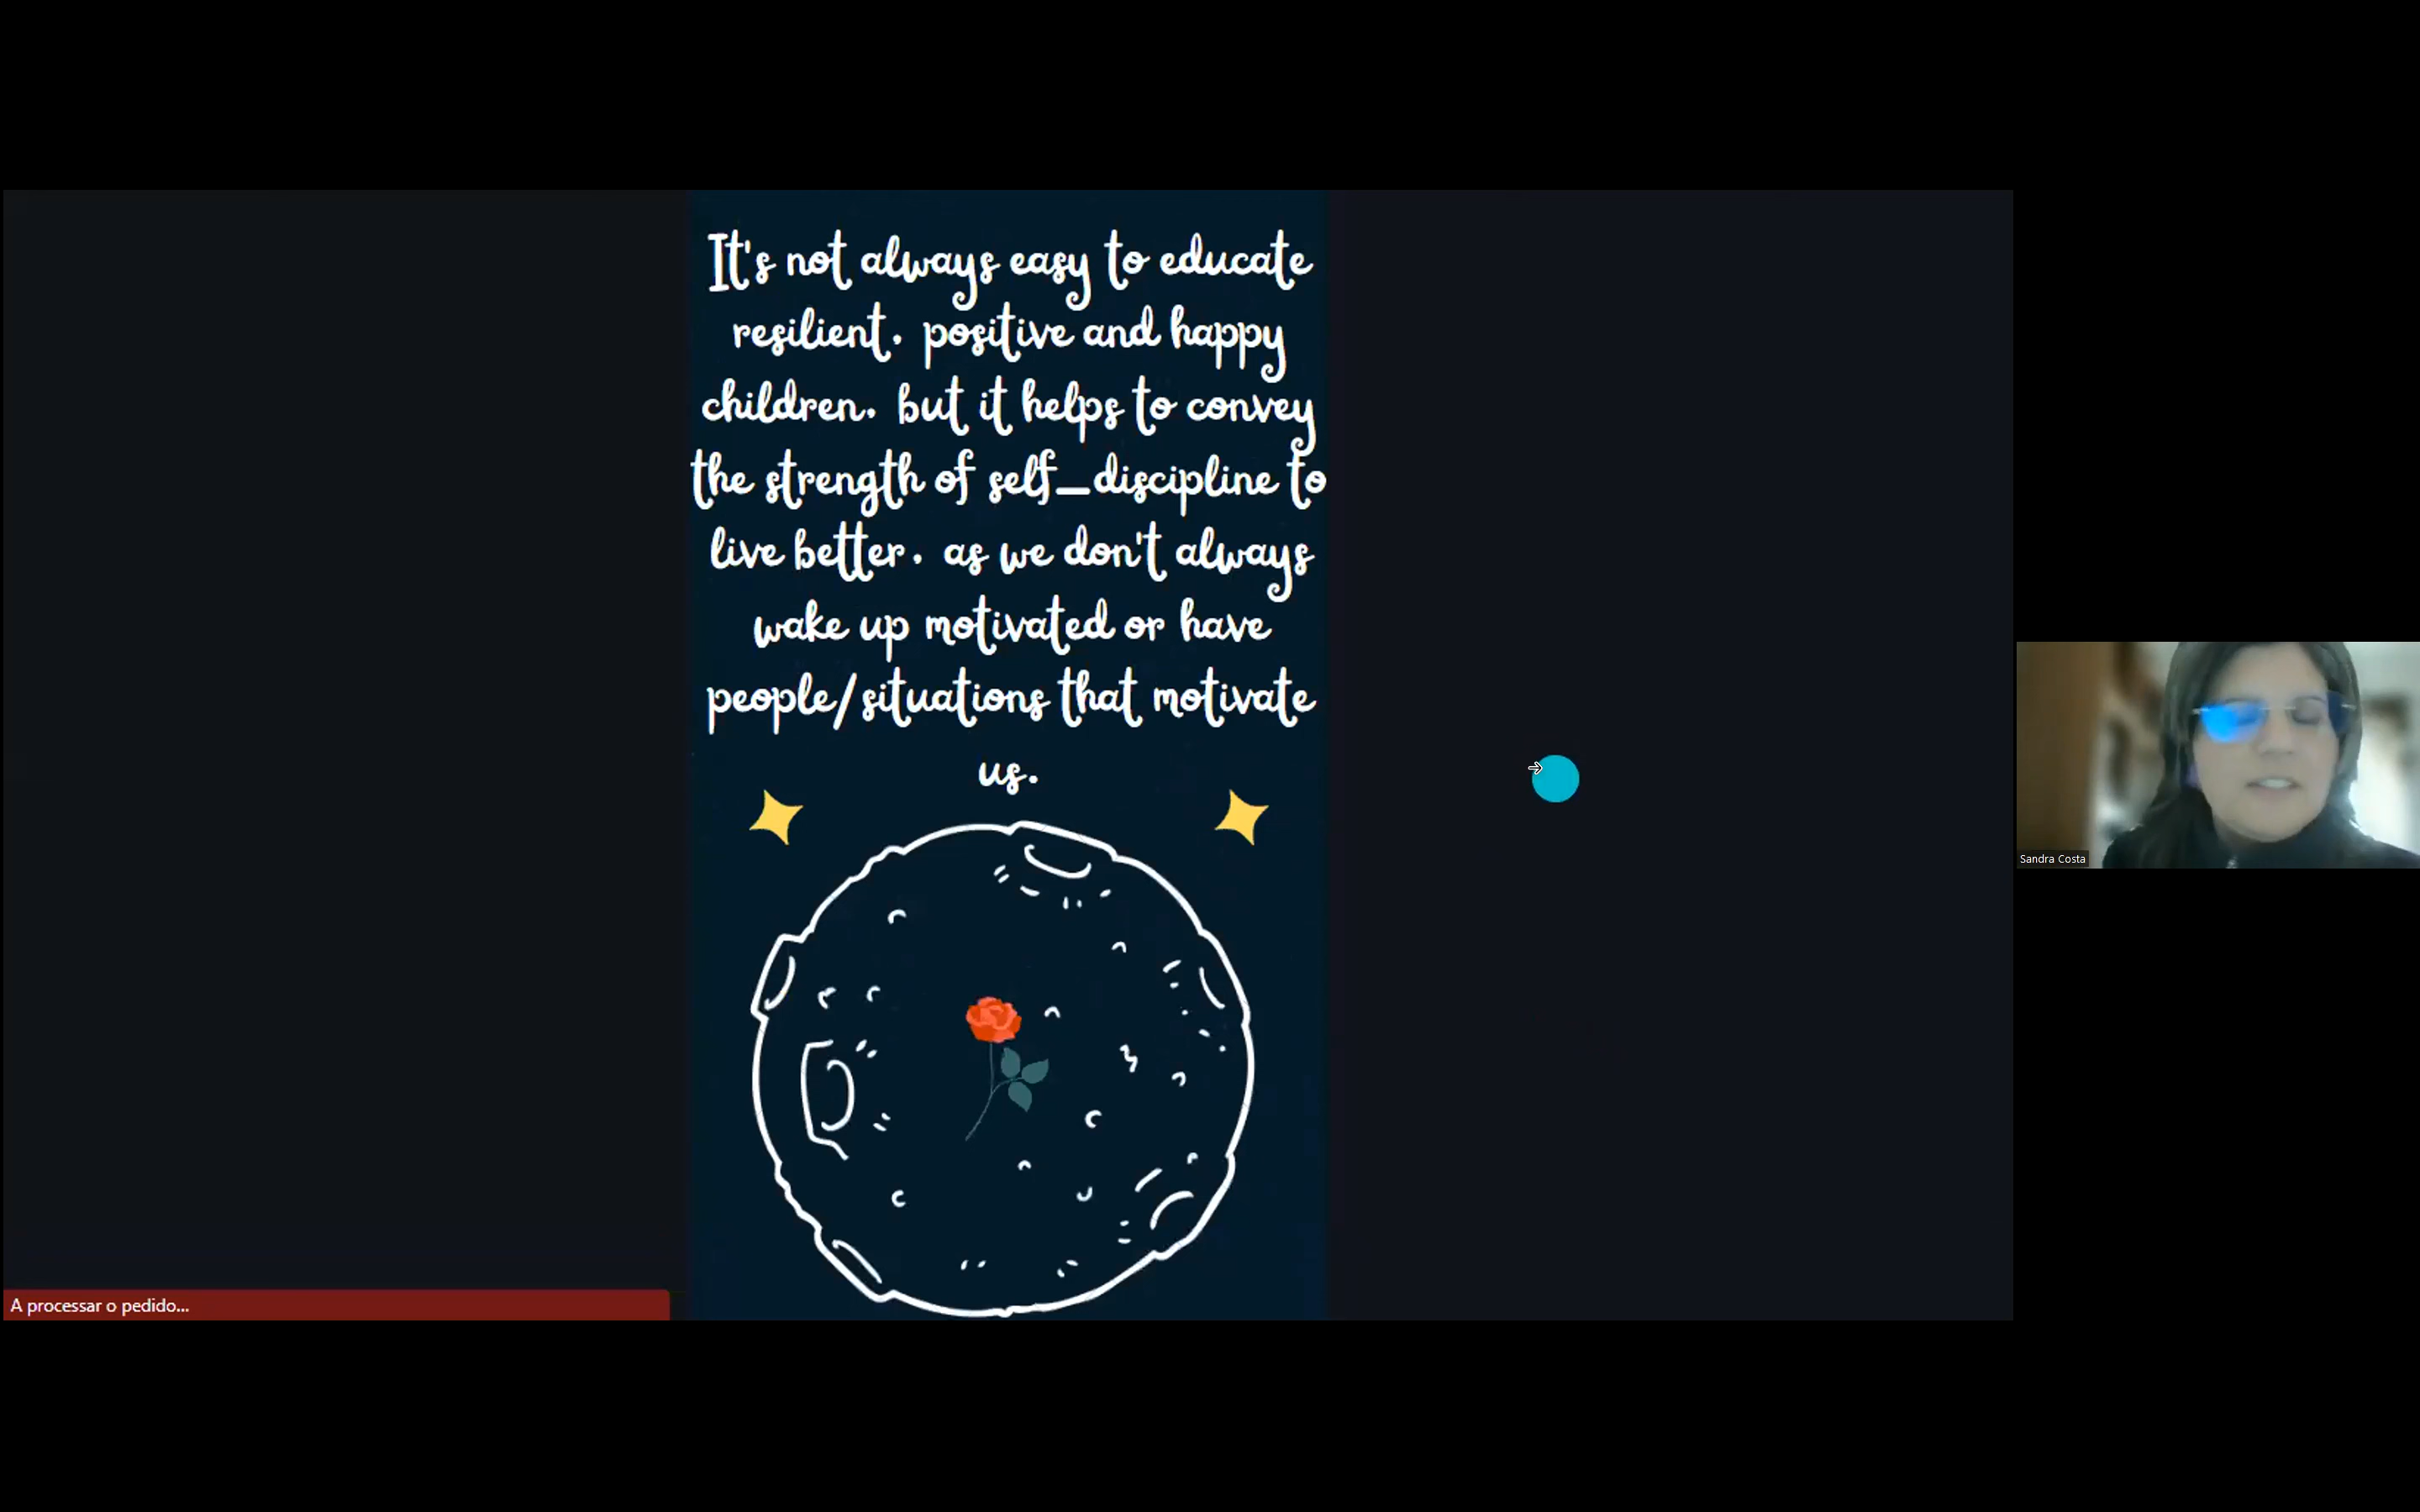 It's not always easy to educate
resilient, positive and happy
children, but it helps to convey
the strength of self-discipline to
live better, as we don't always
wake up motivated or have
people/situations that motivate
us.
Sandra Costa
A processar o pedido...